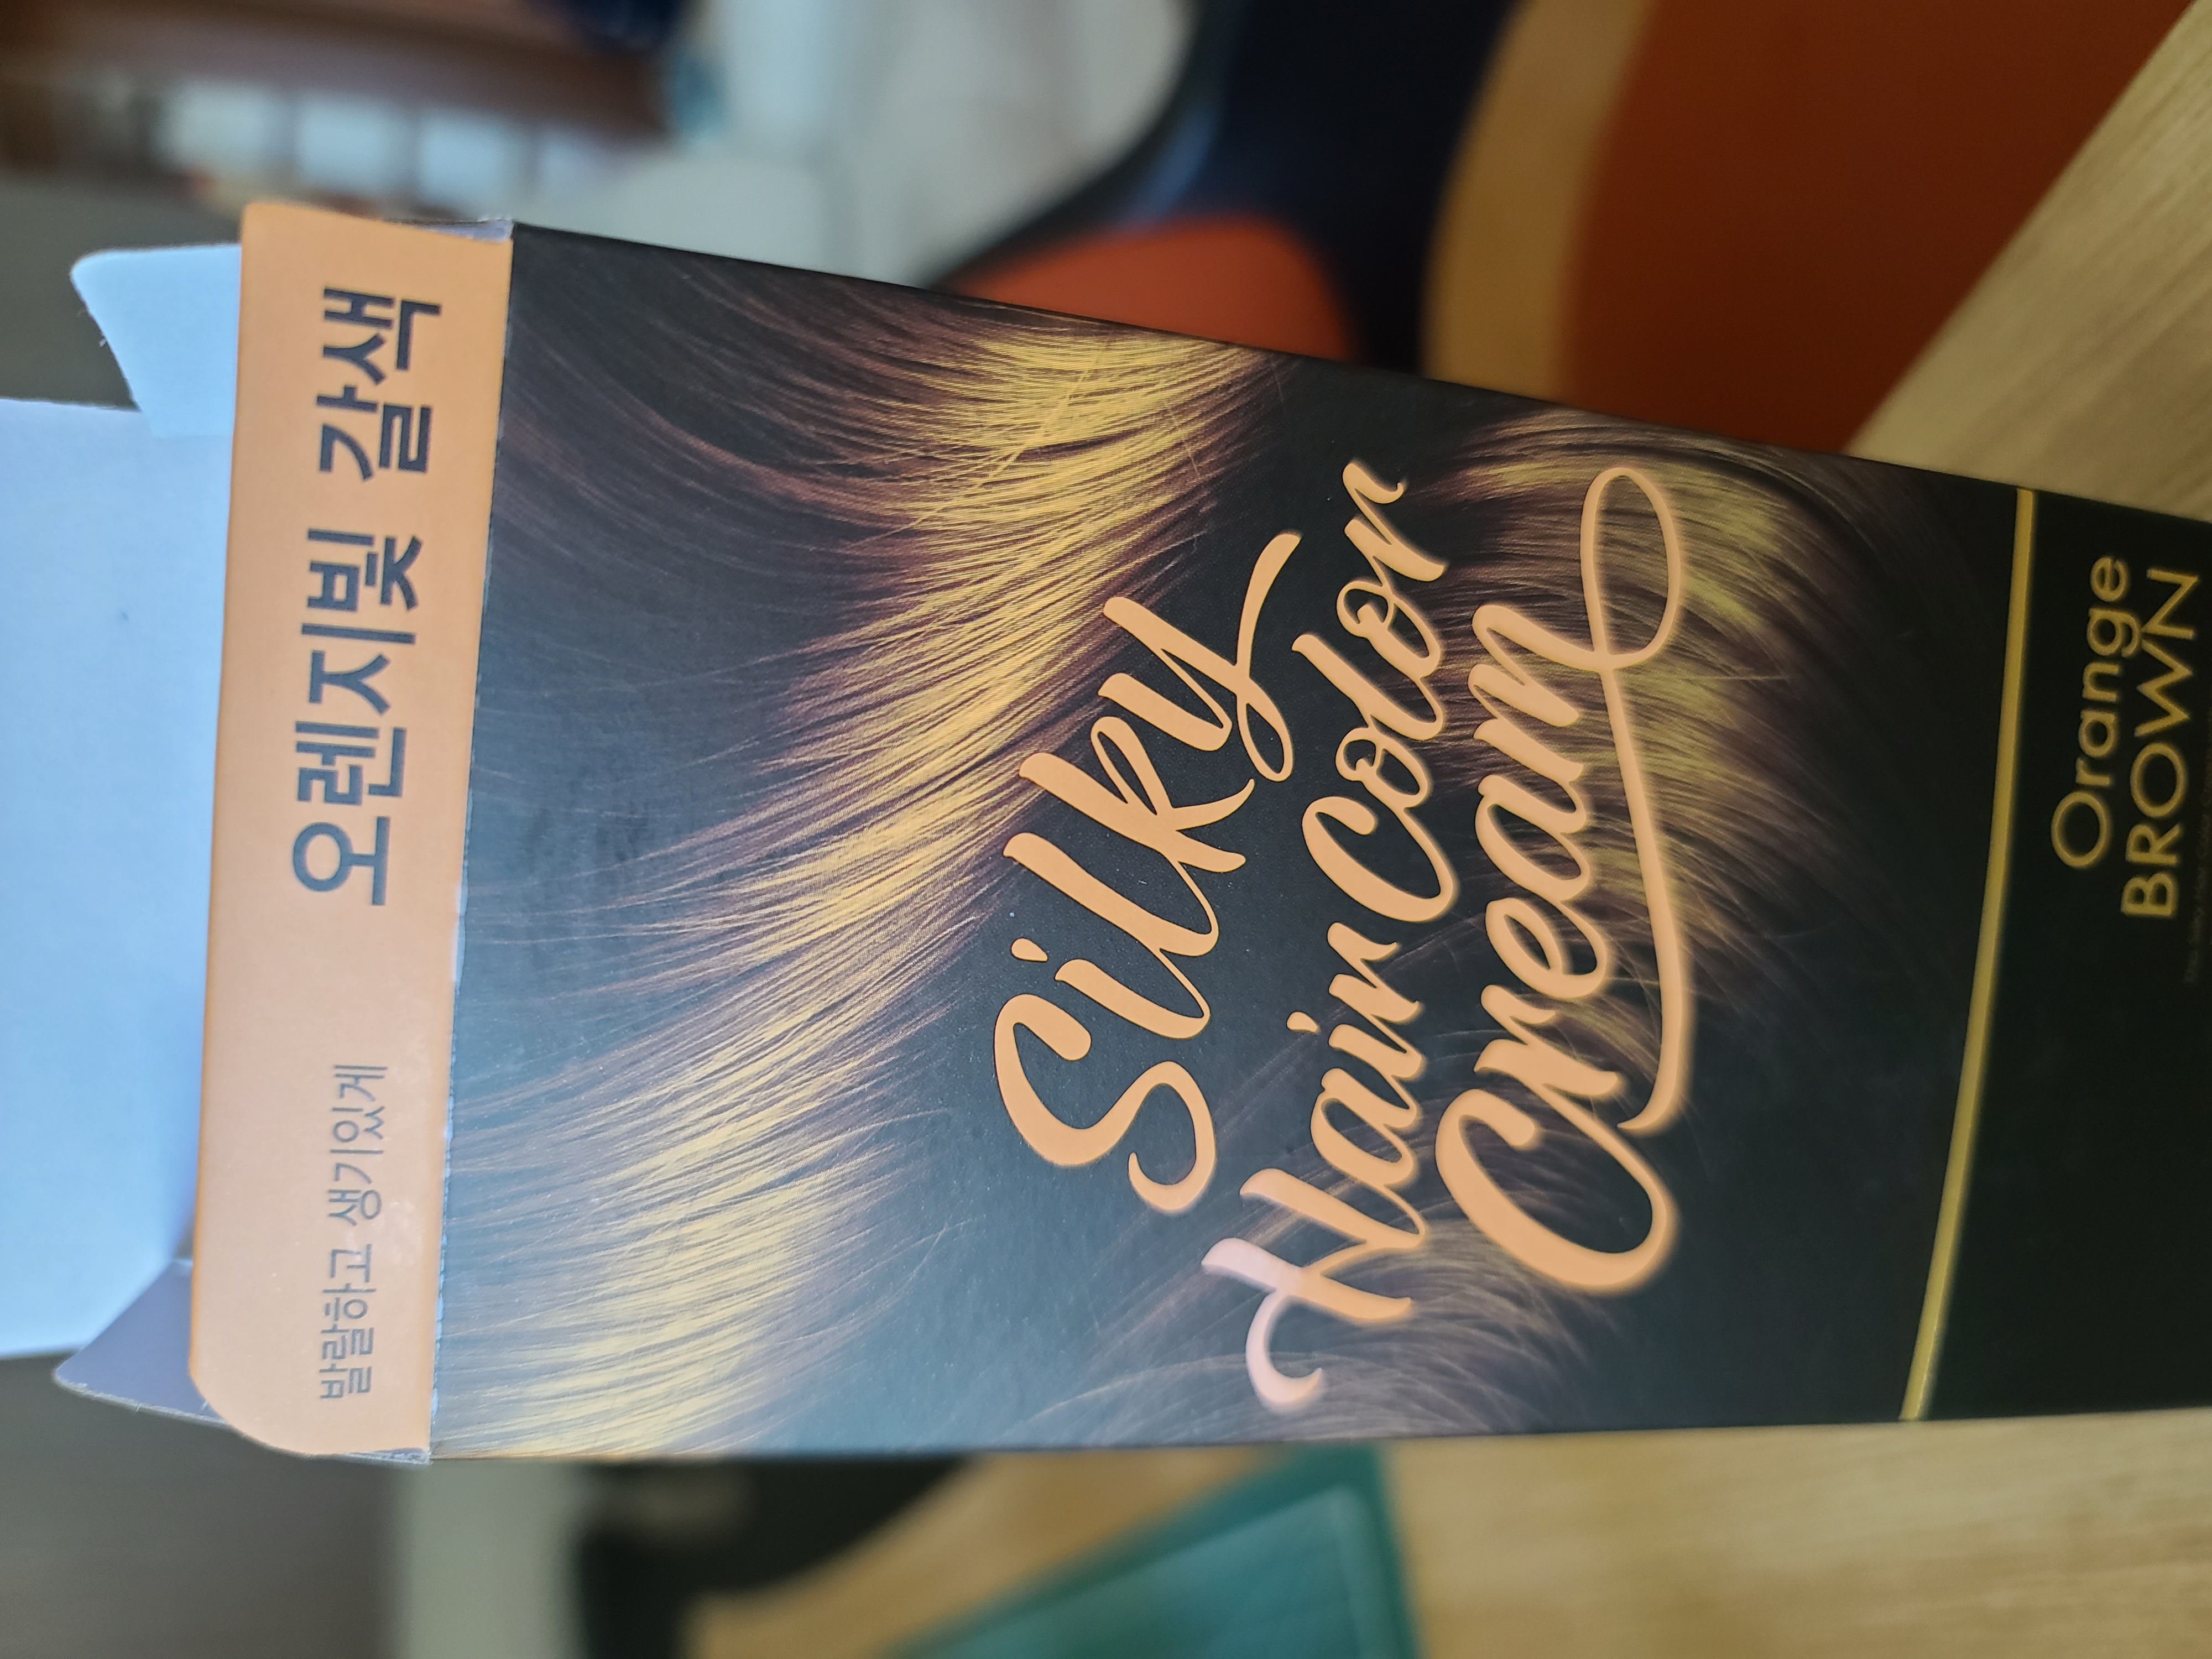 발랄하고 생기있게 오렌지빛 갈색
Silky
Hair Color
Cream
Orange
BROWN